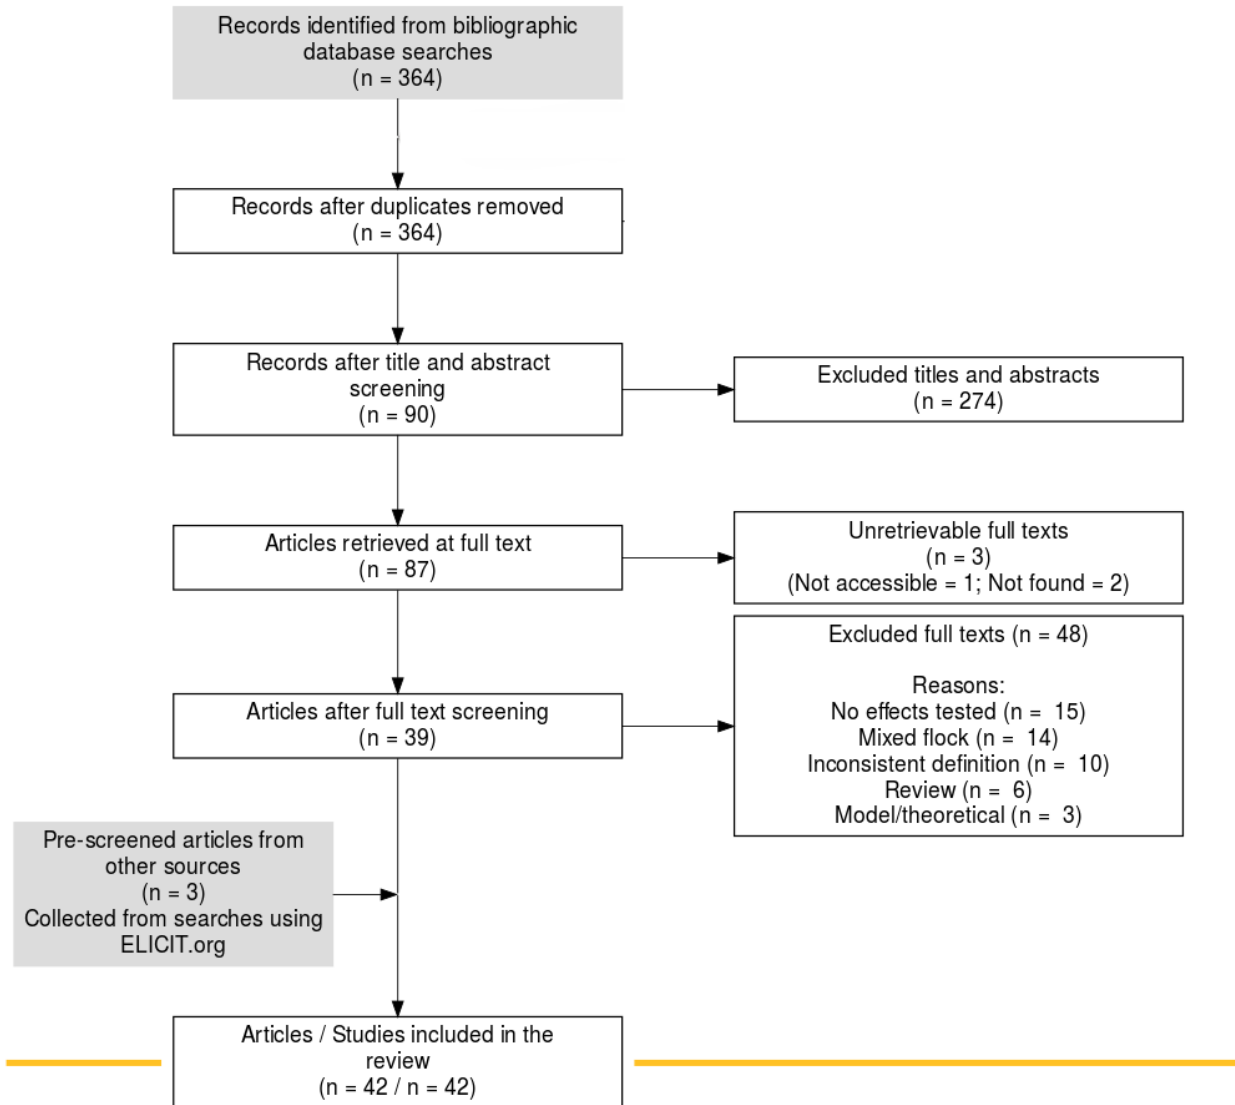 Records identified from bibliographic
database searches
(n = 364)
Records after duplicates removed
(n = 364)
Records after title and abstract
screening
(n = 90)
Excluded titles and abstracts
(n = 274)
Articles retrieved at full text
(n = 87)
Unretrievable full texts
(n = 3)
(Not accessible = 1; Not found = 2)
Articles after full text screening
(n = 39)
Excluded full texts (n = 48)
Reasons:
No effects tested (n =  15)
Mixed flock (n =  14)
Inconsistent definition (n =  10)
Review (n =  6)
Model/theoretical (n =  3)
Pre-screened articles from
other sources
(n = 3)
Collected from searches using
ELICIT.org
Articles / Studies included in the
review
(n = 42 / n = 42)